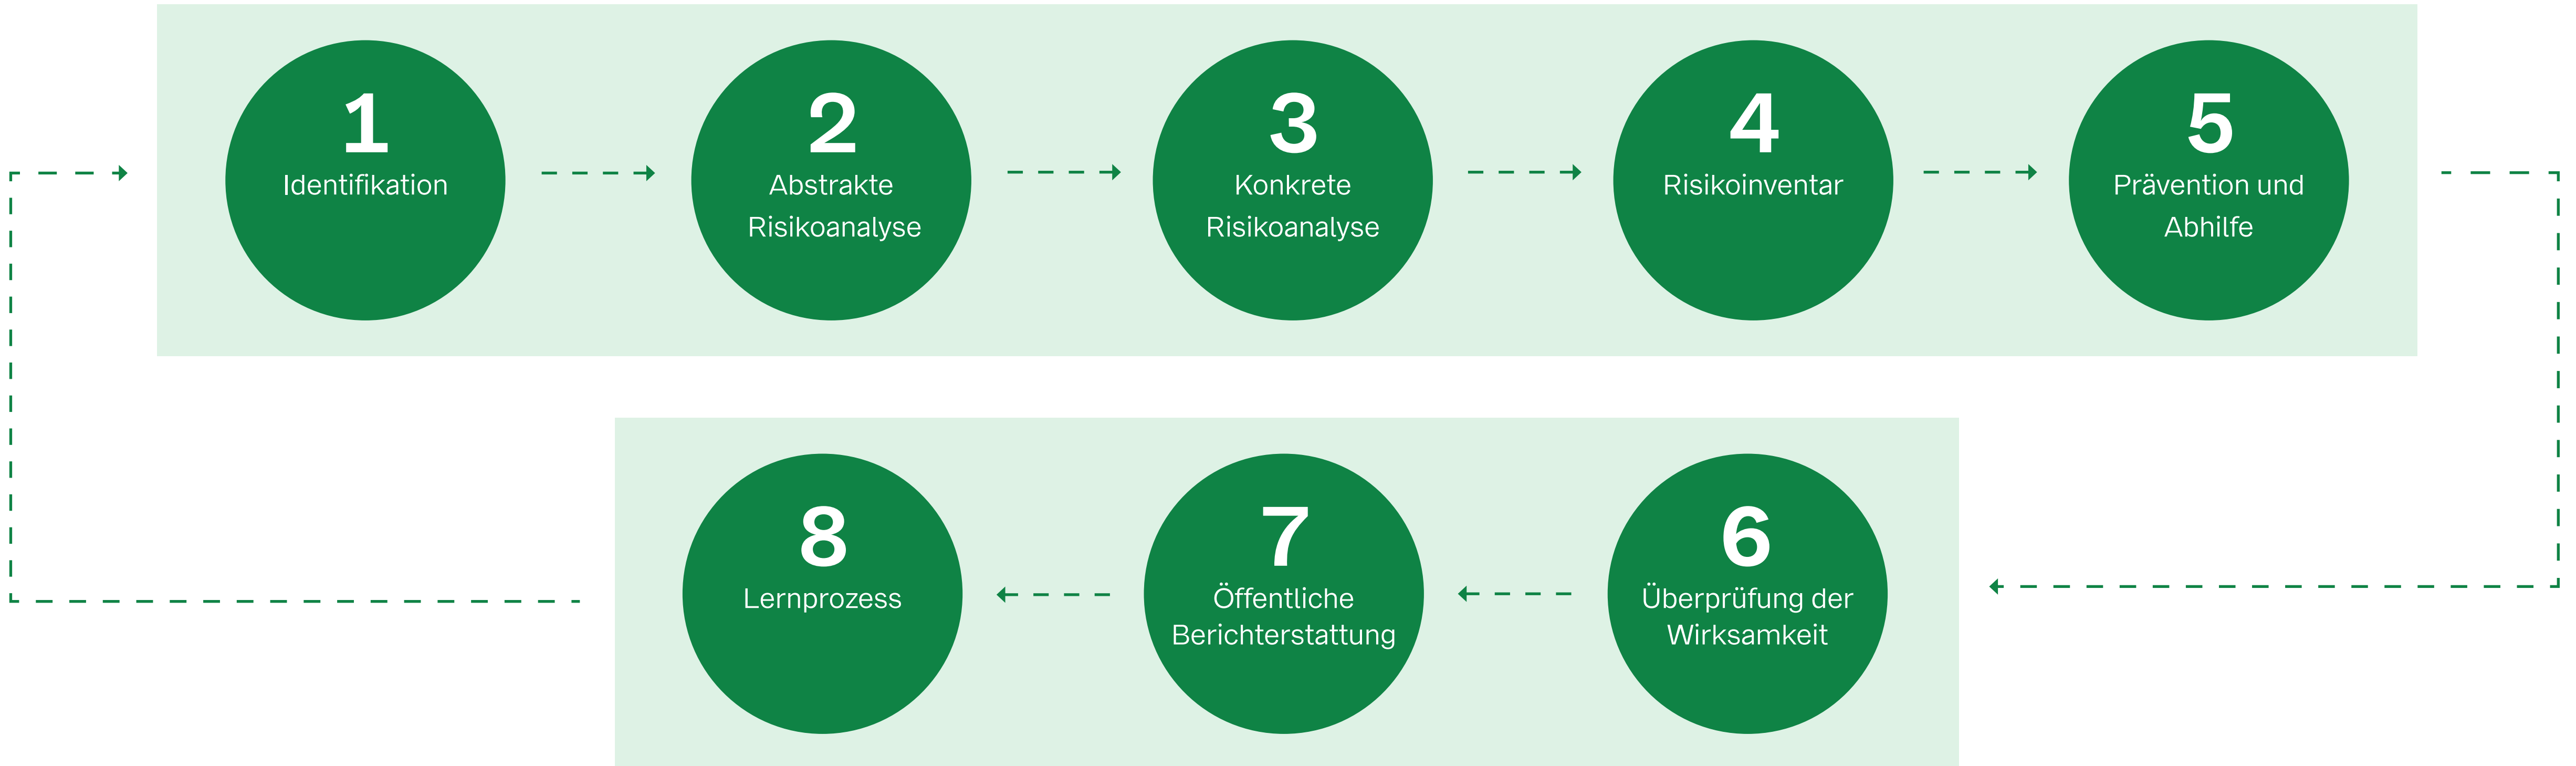 1
Identifikation
2
Abstrakte
Risikoanalyse
3
Konkrete
Risikoanalyse
4
Risikoinventar
5
Prävention und
Abhilfe
6
Überprüfung der
Wirksamkeit
7
Öffentliche
Berichterstattung
8
Lernprozess